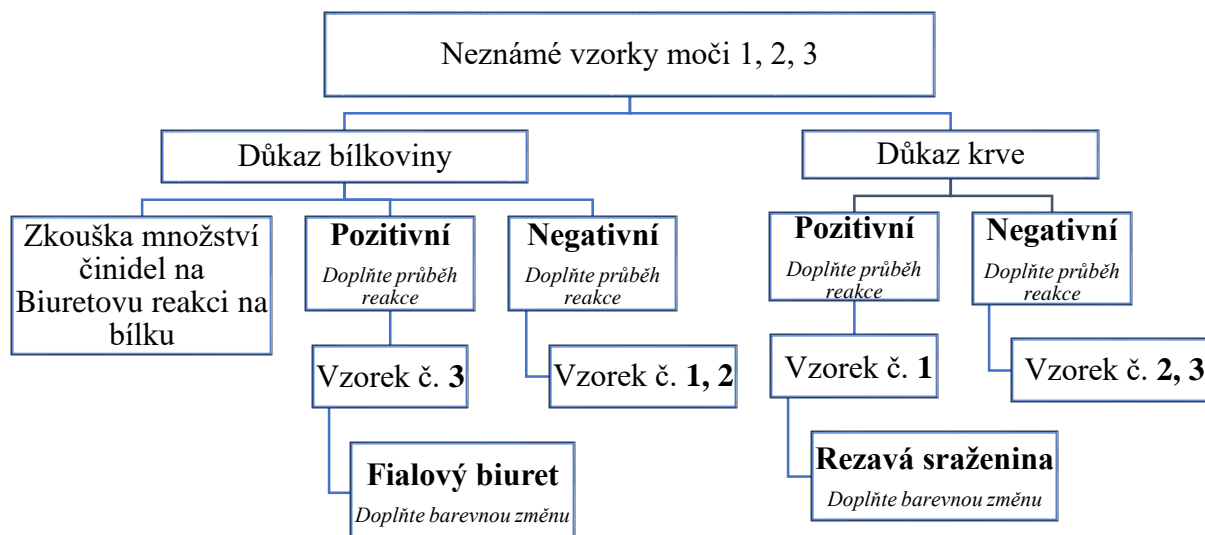 Neznámé vzorky moči 1, 2, 3
Důkaz bílkoviny
Důkaz krve
Zkouška množství
činidel na
Biuretovu reakci na
bílku
Pozitivní
Doplňte průběh
reakce
Negativní
Doplňte průběh
reakce
Pozitivní
Doplňte průběh
reakce
Negativní
Doplňte průběh
reakce
Vzorek č. 3
Vzorek č. 1, 2
Vzorek č. 1
Vzorek č. 2, 3
Fialový biuret
Doplňte barevnou změnu
Rezavá sraženina
Doplňte barevnou změnu